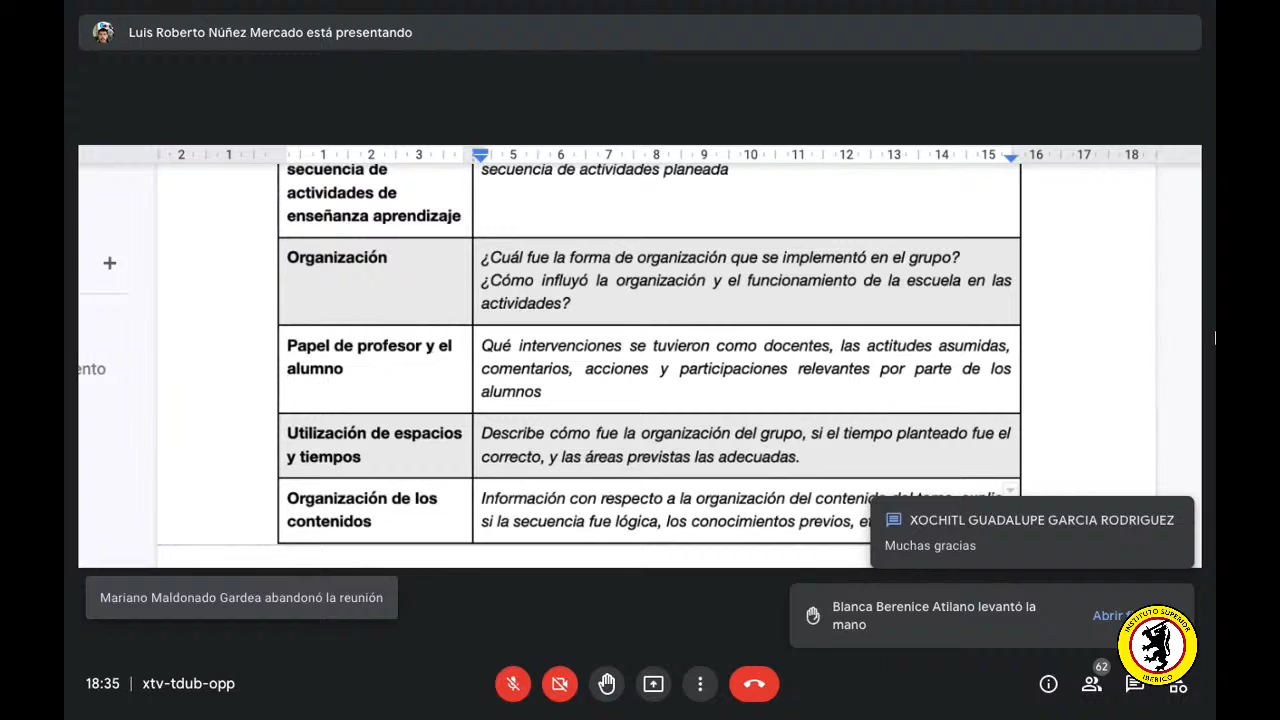 Luis Roberto Núñez Mercado está presentando
2 1 1 2 3 5 6 7 8 9 10 11 12 13 14 15 16 17 18
secuencia de
actividades de
enseñanza aprendizaje
secuencia de actividades planeada
Organización
¿Cuál fue la forma de organización que se implementó en el grupo?
¿Cómo influyó la organización y el funcionamiento de la escuela en las
actividades?
ento
Papel de profesor y el
alumno
Qué intervenciones se tuvieron como docentes, las actitudes asumidas,
comentarios, acciones y participaciones relevantes por parte de los
alumnos
Utilización de espacios
y tiempos
Describe cómo fue la organización del grupo, si el tiempo planteado fue el
correcto, y las áreas previstas las adecuadas.
Organización de los
contenidos
Información con respecto a la organización del contenido
si la secuencia fue lógica, los conocimientos previos,
XOCHITL GUADALUPE GARCIA RODRIGUEZ
Muchas gracias
Mariano Maldonado Gardea abandonó la reunión
Blanca Berenice Atilano levantó la
mano
Abrir
INSTITUTO SUPERIOR
IBERICO
62
18:35 | xtv-tdub-opp